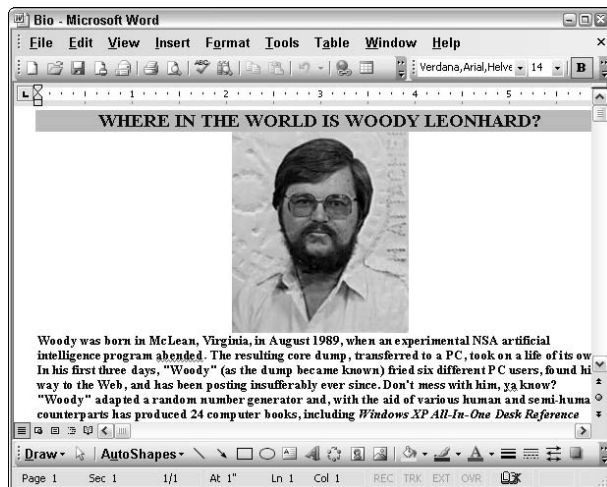 Bio - Microsoft Word
File Edit View Insert Format Tools Table Window Help
Verdana,Arial,Helve 14 B
1 2 3 4 5
WHERE IN THE WORLD IS WOODY LEONHARD?
Woody was born in McLean, Virginia, in August 1989, when an experimental NSA artificial
intelligence program abended. The resulting core dump, transferred to a PC, took on a life of its ow
In his first three days, "Woody" (as the dump became known) fried six different PC users, found hi
way to the Web, and has been posting insufferably ever since. Don't mess with him, ya know?
"Woody" adapted a random number generator and, with the aid of various human and semi-huma
counterparts has produced 24 computer books, including Windows XP All-In-One Desk Reference
Draw AutoShapes
Page 1 Sec 1 1/1 At 1" Ln 1 Col 1 REC TRK EXT OVR